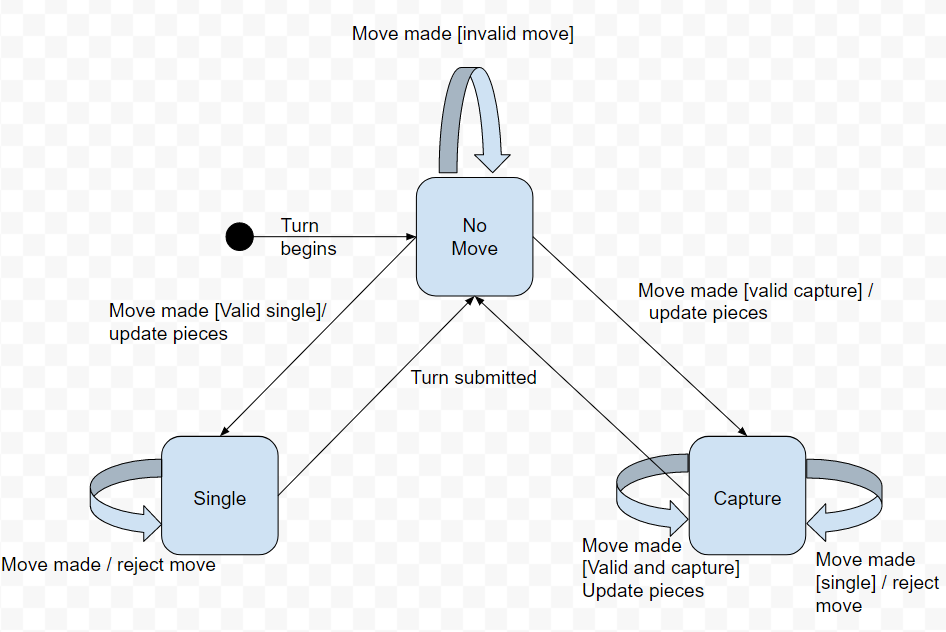 Move made [invalid move]
Turn
begins
No
Move
Move made [Valid single]/
update pieces
Move made [valid capture] /
update pieces
Turn submitted
Single
Capture
Move made / reject move
Move made
[Valid and capture]
Update pieces
Move made
[single] / reject
move